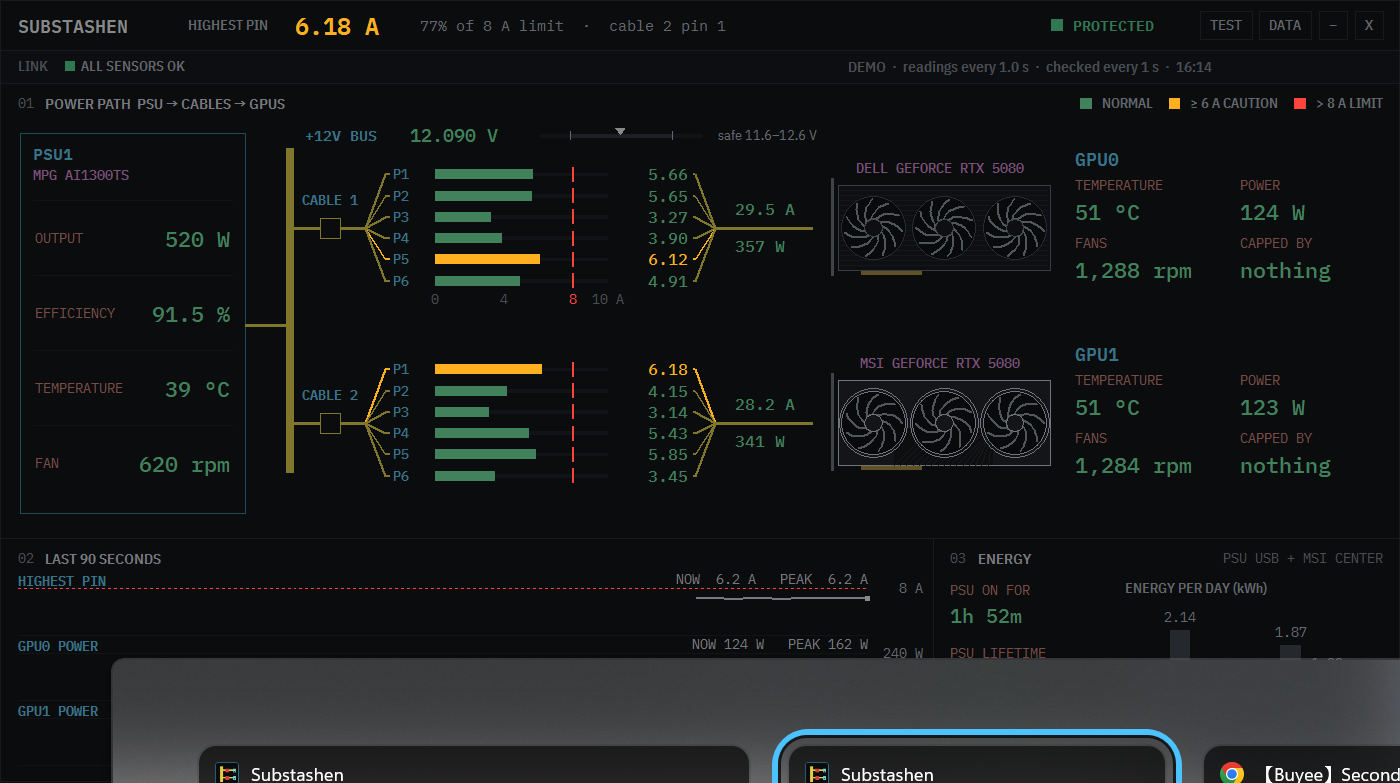 SUBSTASHEN HIGHEST PIN 6.18 A 77% of 8 A limit · cable 2 pin 1 PROTECTED TEST DATA − X
LINK ALL SENSORS OK DEMO · readings every 1.0 s · checked every 1 s · 16:14
01 POWER PATH PSU → CABLES → GPUS NORMAL ≥ 6 A CAUTION > 8 A LIMIT
PSU1
MPG AI1300TS
OUTPUT 520 W
EFFICIENCY 91.5 %
TEMPERATURE 39 °C
FAN 620 rpm
+12V BUS 12.090 V safe 11.6–12.6 V
CABLE 1
P1 5.66
P2 5.65
P3 3.27
P4 3.90
P5 6.12
P6 4.91
0 4 8 10 A
29.5 A
357 W
DELL GEFORCE RTX 5080
GPU0
TEMPERATURE POWER
51 °C 124 W
FANS CAPPED BY
1,288 rpm nothing
CABLE 2
P1 6.18
P2 4.15
P3 3.14
P4 5.43
P5 5.85
P6 3.45
28.2 A
341 W
MSI GEFORCE RTX 5080
GPU1
TEMPERATURE POWER
51 °C 123 W
FANS CAPPED BY
1,284 rpm nothing
02 LAST 90 SECONDS
HIGHEST PIN NOW 6.2 A PEAK 6.2 A 8 A
GPU0 POWER NOW 124 W PEAK 162 W 240 W
GPU1 POWER
03 ENERGY PSU USB + MSI CENTER
PSU ON FOR
1h 52m
PSU LIFETIME
ENERGY PER DAY (kWh)
2.14
1.87
Substashen
Substashen
【Buyee】Second